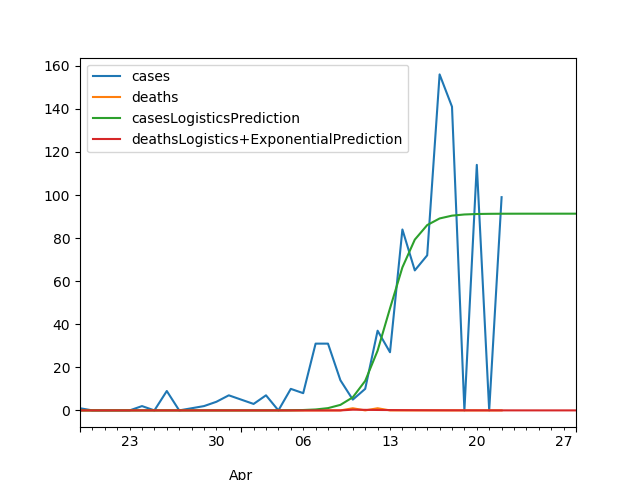 160
140
120
100
80
60
40
20
0
cases
deaths
casesLogisticsPrediction
deathsLogistics+ExponentialPrediction
23 30 06 13 20 27
Apr